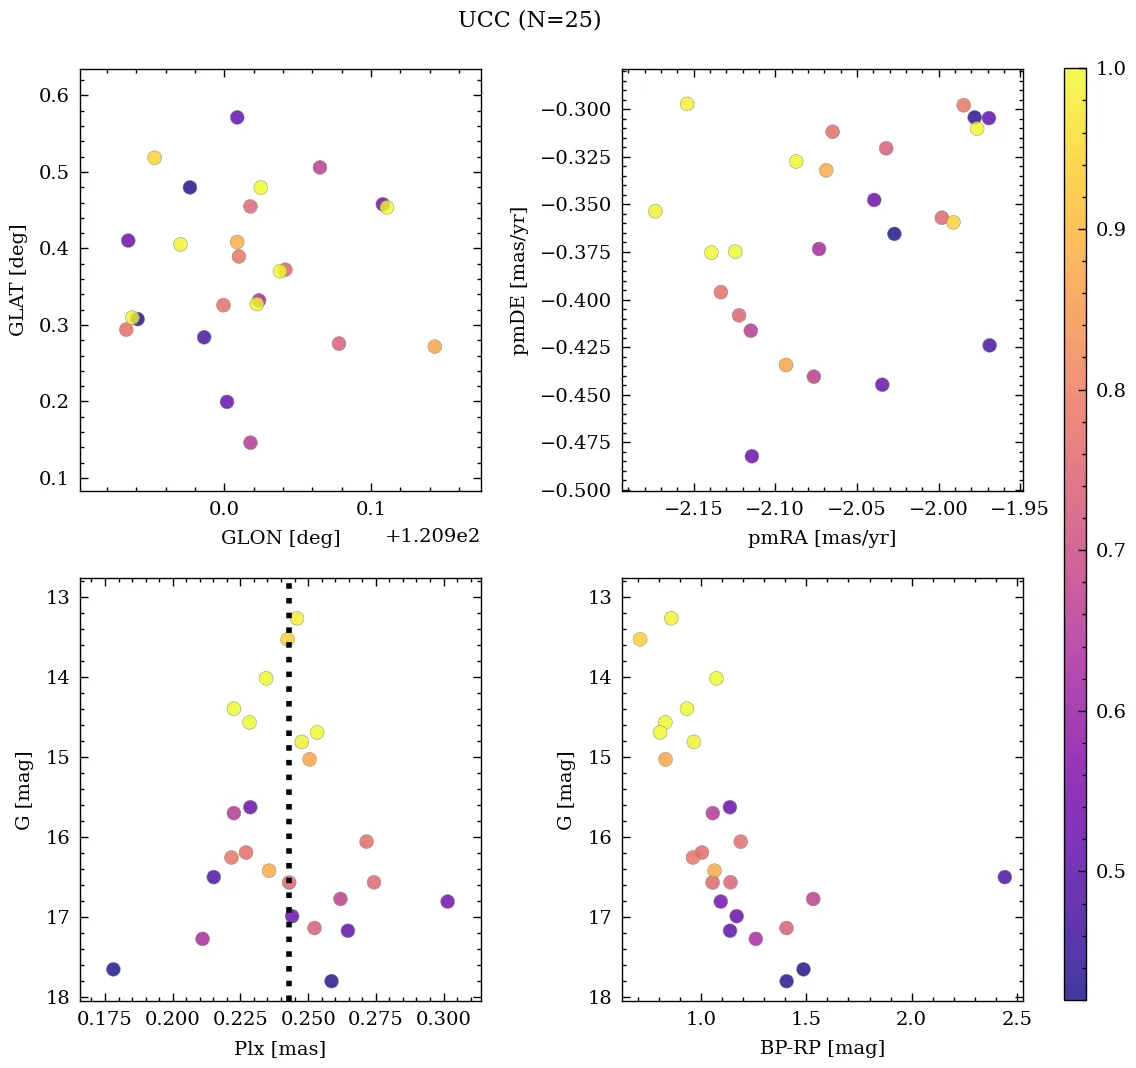 UCC (N=25)
0.6
0.5
0.4
0.3
0.2
0.1
GLAT [deg]
0.0 0.1
GLON [deg] +1.209e2
−0.300
−0.325
−0.350
−0.375
−0.400
−0.425
−0.450
−0.475
−0.500
pmDE [mas/yr]
−2.15 −2.10 −2.05 −2.00 −1.95
pmRA [mas/yr]
13
14
15
16
17
18
G [mag]
0.175 0.200 0.225 0.250 0.275 0.300
Plx [mas]
13
14
15
16
17
18
G [mag]
1.0 1.5 2.0 2.5
BP-RP [mag]
1.0
0.9
0.8
0.7
0.6
0.5